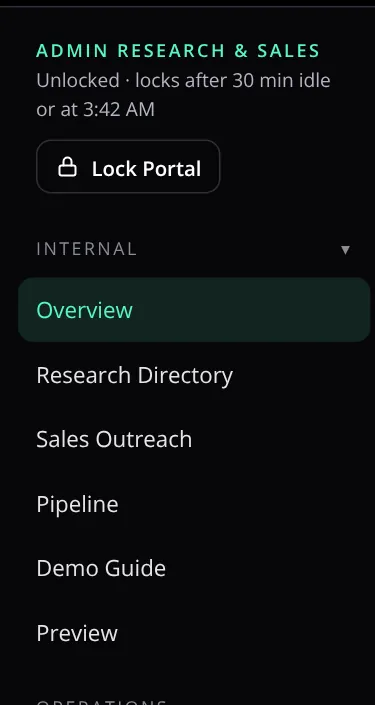 ADMIN RESEARCH & SALES
Unlocked · locks after 30 min idle
or at 3:42 AM
Lock Portal
INTERNAL ▼
Overview
Research Directory
Sales Outreach
Pipeline
Demo Guide
Preview
OPERATIONS